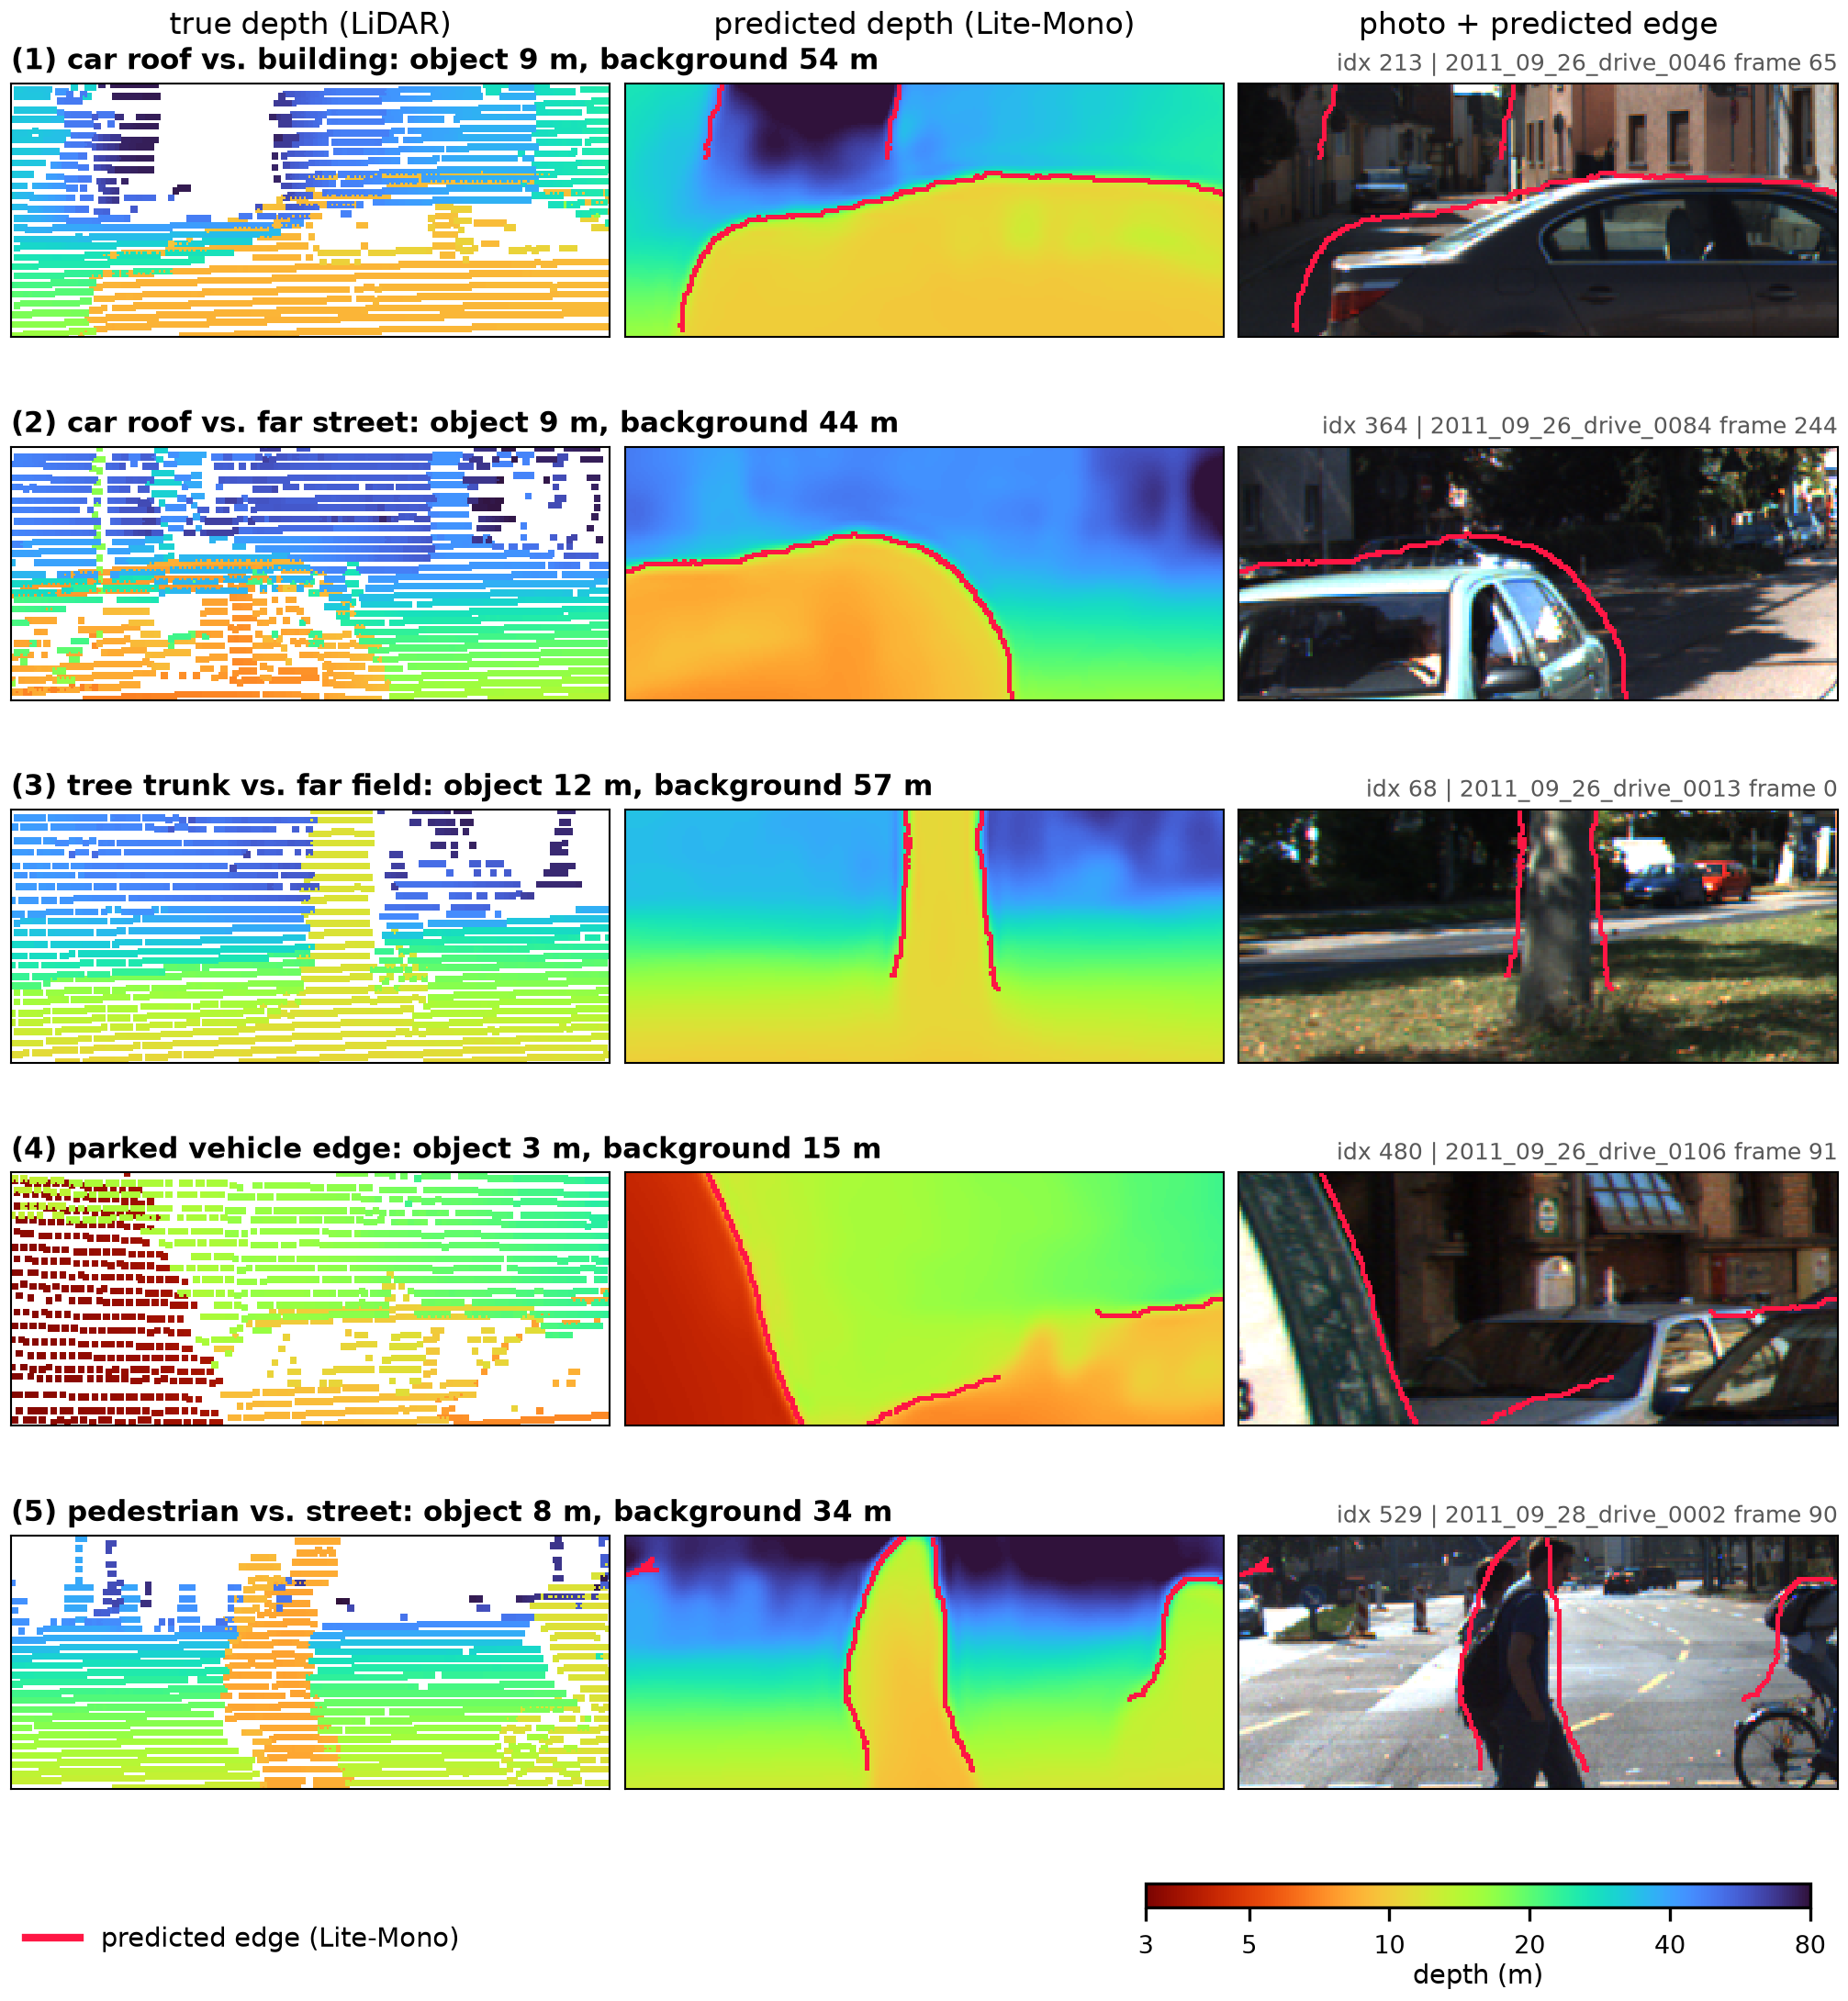 true depth (LiDAR)
predicted depth (Lite-Mono)
photo + predicted edge
(1) car roof vs. building: object 9 m, background 54 m
idx 213 | 2011_09_26_drive_0046 frame 65
(2) car roof vs. far street: object 9 m, background 44 m
idx 364 | 2011_09_26_drive_0084 frame 244
(3) tree trunk vs. far field: object 12 m, background 57 m
idx 68 | 2011_09_26_drive_0013 frame 0
(4) parked vehicle edge: object 3 m, background 15 m
idx 480 | 2011_09_26_drive_0106 frame 91
(5) pedestrian vs. street: object 8 m, background 34 m
idx 529 | 2011_09_28_drive_0002 frame 90
predicted edge (Lite-Mono)
3 5 10 20 40 80
depth (m)